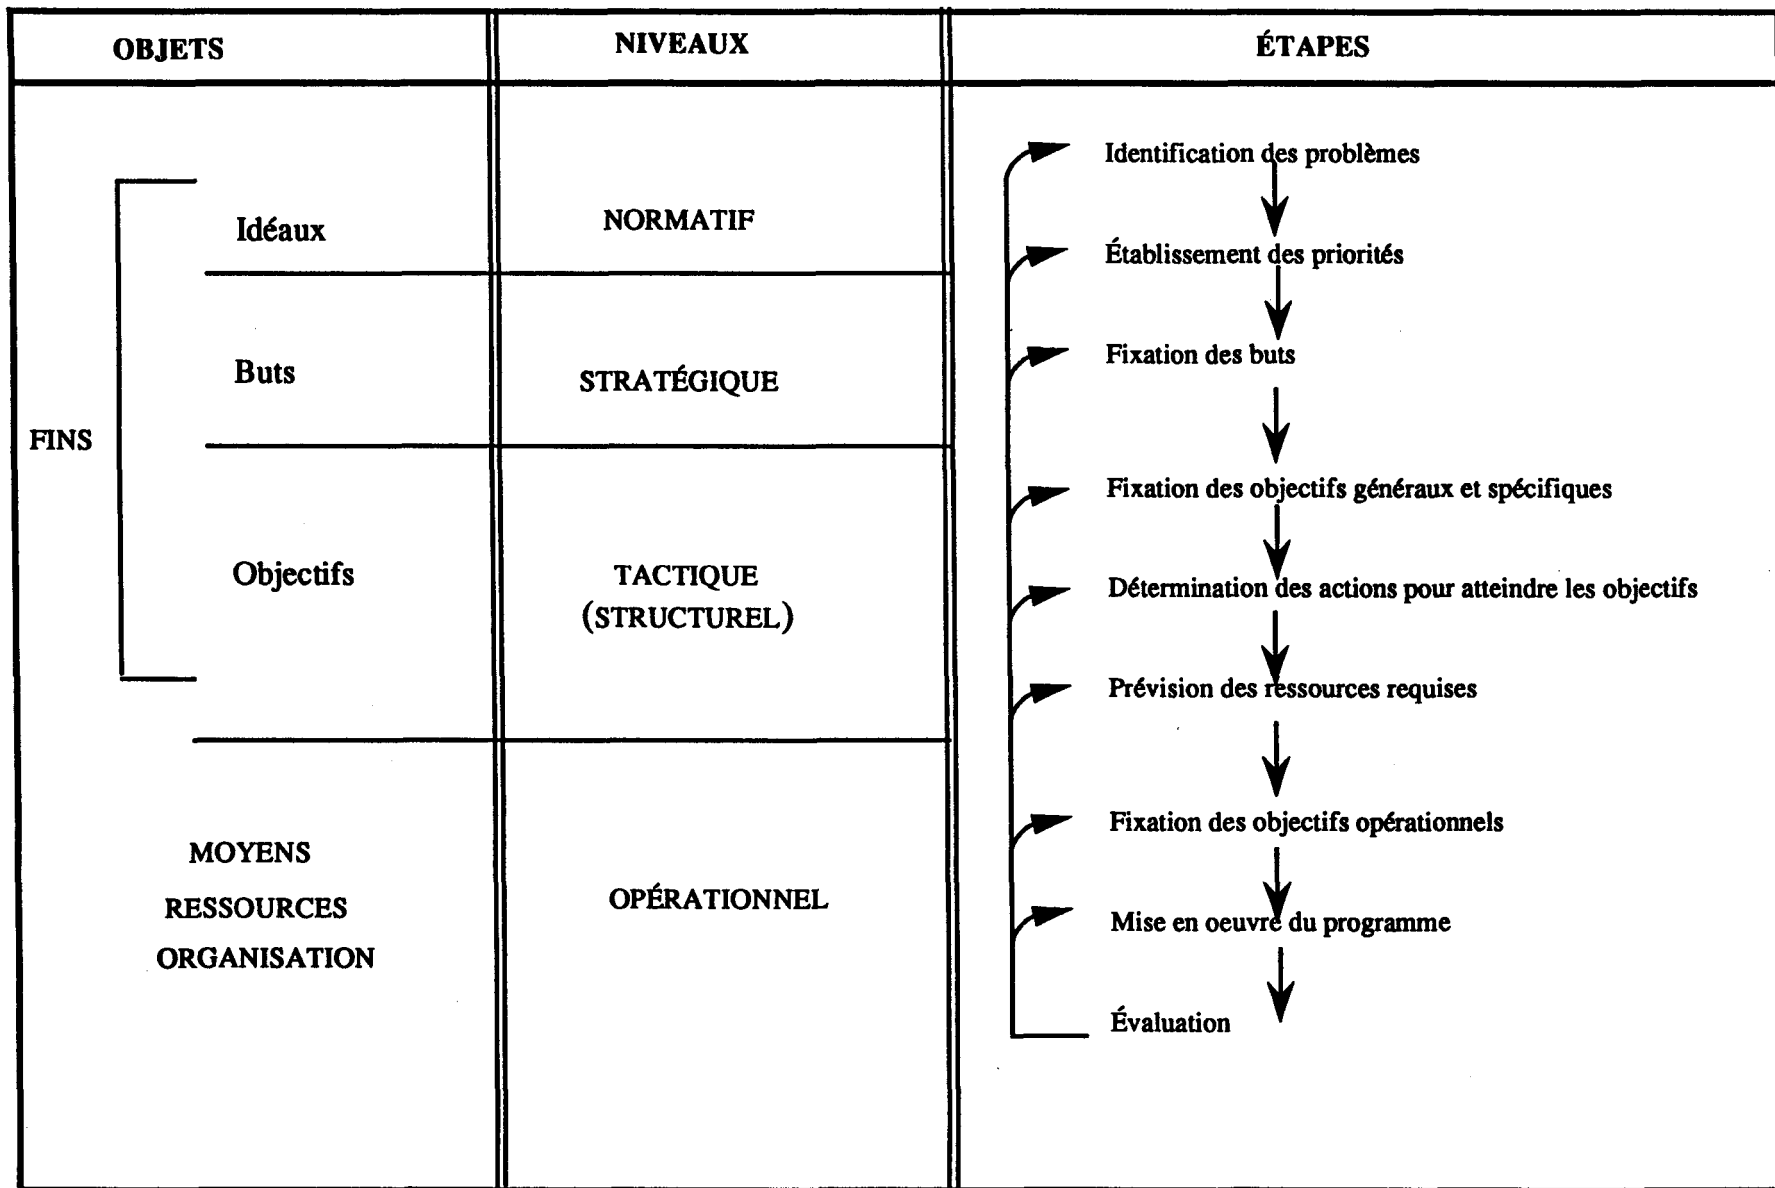 OBJETS
NIVEAUX
ÉTAPES
FINS
Idéaux
NORMATIF
Buts
STRATÉGIQUE
Objectifs
TACTIQUE
(STRUCTUREL)
MOYENS
RESSOURCES
ORGANISATION
OPÉRATIONNEL
Identification des problèmes
Établissement des priorités
Fixation des buts
Fixation des objectifs généraux et spécifiques
Détermination des actions pour atteindre les objectifs
Prévision des ressources requises
Fixation des objectifs opérationnels
Mise en oeuvre du programme
Évaluation